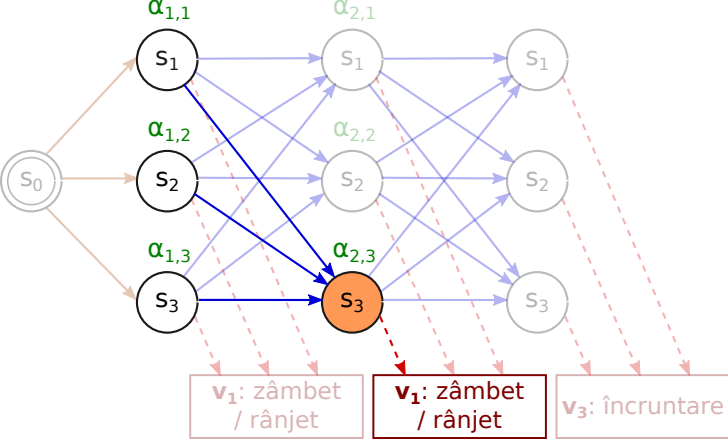 α1,1 α2,1
s1 s1 s1
α1,2 α2,2
s0 s2 s2 s2
α1,3 α2,3
s3 s3 s3
v1: zâmbet
/ rânjet
v1: zâmbet
/ rânjet
v3: încruntare